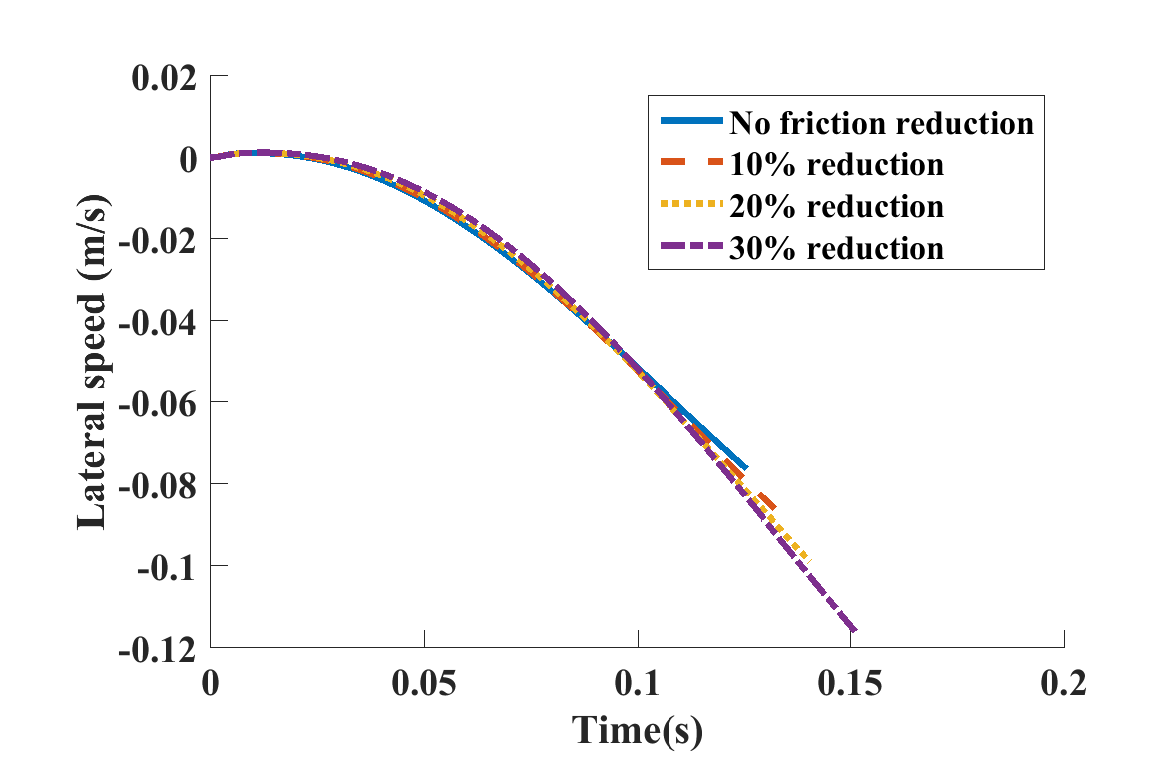 0.02
0
-0.02
-0.04
-0.06
-0.08
-0.1
-0.12
Lateral speed (m/s)
No friction reduction
10% reduction
20% reduction
30% reduction
0
0.05
0.1
0.15
0.2
Time(s)